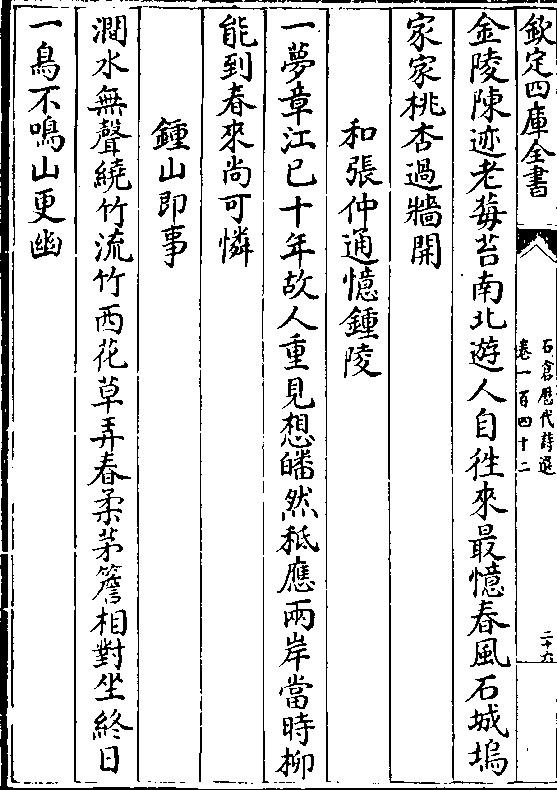 欽定四庫全書
石倉歷代詩選
卷一百四十二
二十六
金陵陳迹老莓苔南北遊人自徃來最憶春風石城塢
家家桃杏過牆開
和張仲通憶鍾陵
一夢章江已十年故人重見想皤然秪應兩岸當時柳
能到春來尚可憐
鍾山即事
澗水無聲繞竹流竹西花草弄春柔茅簷相對坐終日
一鳥不鳴山更幽